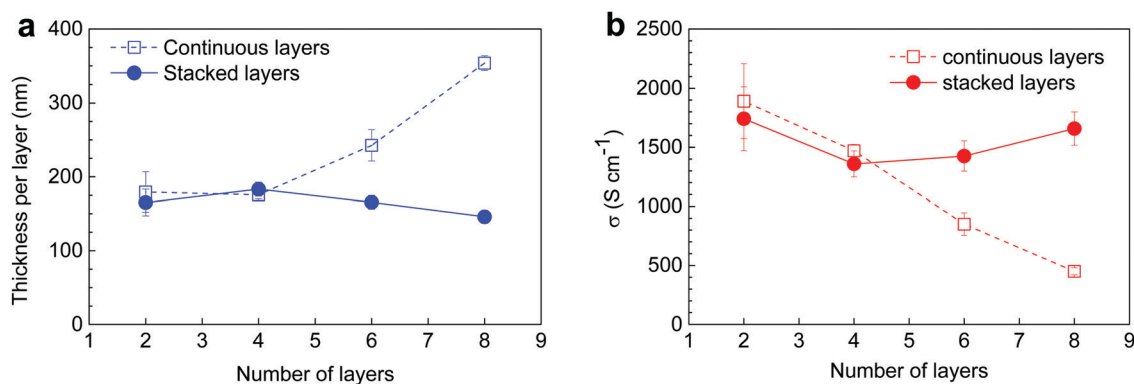 a
400
300
200
100
0
Thickness per layer (nm)
Continuous layers
Stacked layers
1 2 3 4 5 6 7 8 9
Number of layers
b
2500
2000
1500
1000
500
0
σ (S cm⁻¹)
continuous layers
stacked layers
1 2 3 4 5 6 7 8 9
Number of layers